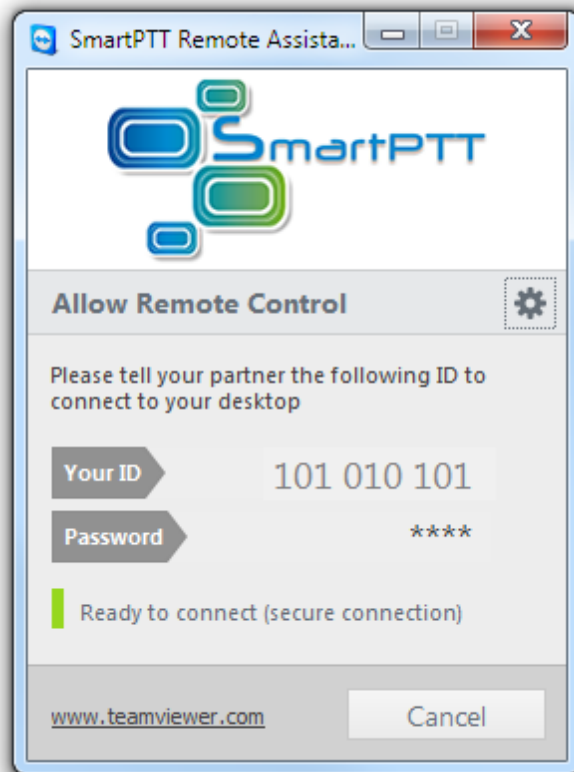 SmartPTT Remote Assista...
SmartPTT
Allow Remote Control
Please tell your partner the following ID to
connect to your desktop
Your ID 101 010 101
Password ****
Ready to connect (secure connection)
www.teamviewer.com Cancel